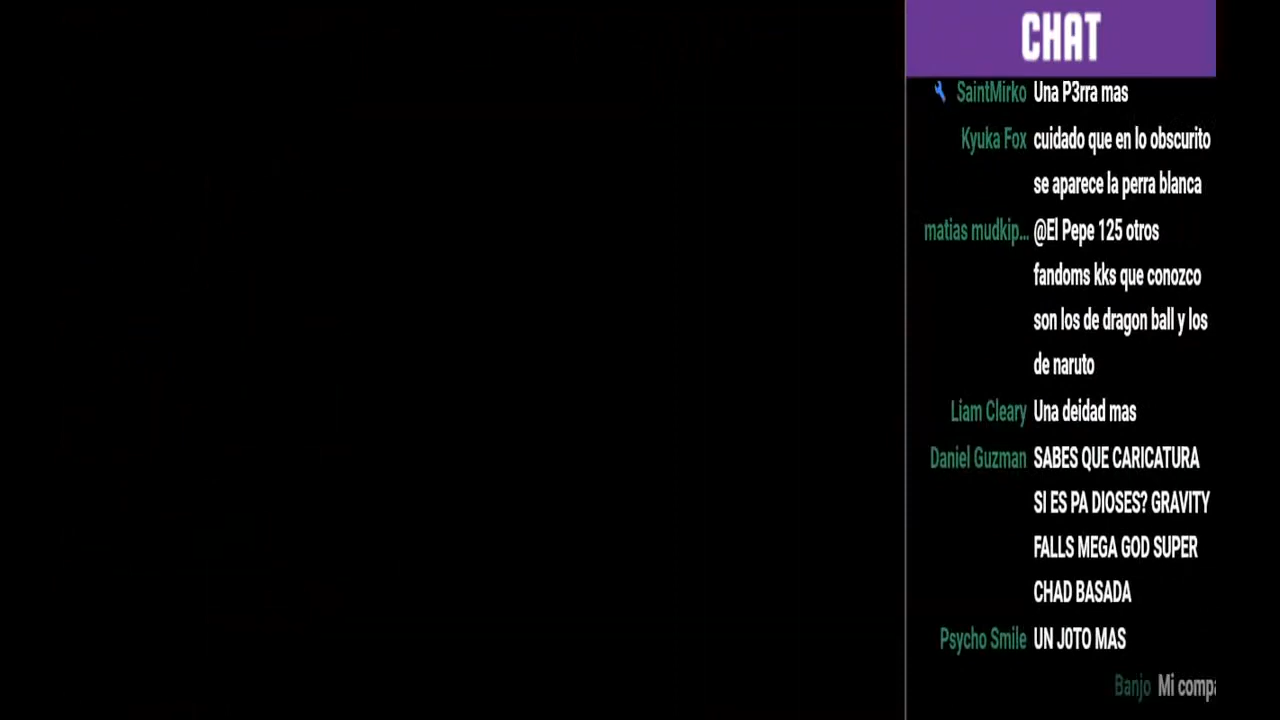 CHAT
SaintMirko Una P3rra mas
Kyuka Fox cuidado que en lo obscurito
se aparece la perra blanca
matias mudkip... @El Pepe 125 otros
fandoms kks que conozco
son los de dragon ball y los
de naruto
Liam Cleary Una deidad mas
Daniel Guzman SABES QUE CARICATURA
SI ES PA DIOSES? GRAVITY
FALLS MEGA GOD SUPER
CHAD BASADA
Psycho Smile UN J0TO MAS
Banjo Mi compa